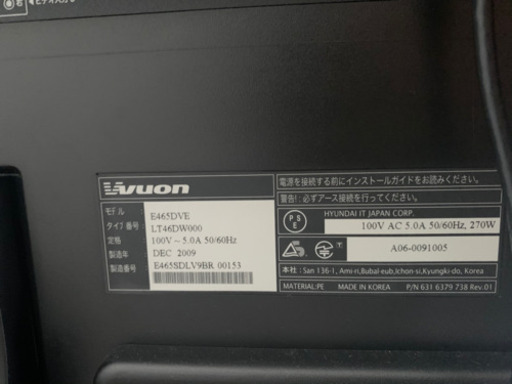 Vvuon
モデル E465DVE
タイプ番号 LT46DW000
定格 100V ~ 5.0A 50/60Hz
製造年 DEC 2009
製造番号 E465SDLV9BR 00153
電源を接続する前にインストールガイドをお読みください。
警告!:必ずアース接続を行ってください。
PSE
HYUNDAI IT JAPAN CORP.
100V AC 5.0A 50/60Hz, 270W
A06-0091005
本社 : San 136-1, Ami-ri,Bubal-eub,Ichon-si,Kyungki-do, Korea
MATERIAL:PE MADE IN KOREA P/N 631 6379 738 Rev.01